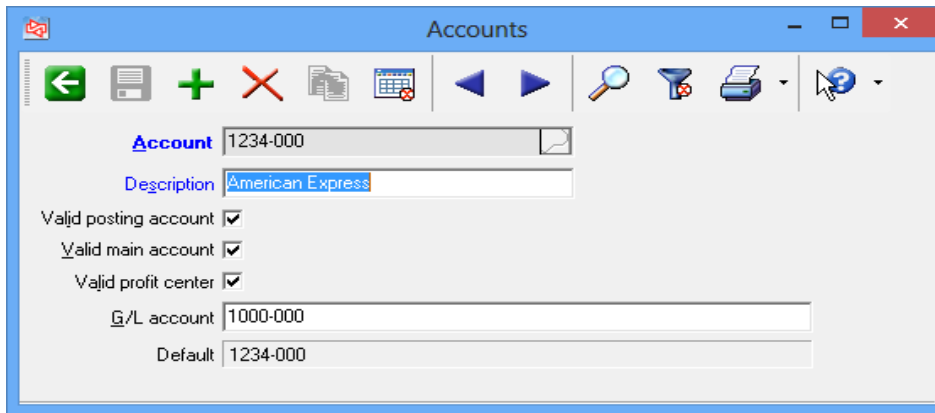 Accounts
Account 1234-000
Description American Express
Valid posting account
Valid main account
Valid profit center
G/L account 1000-000
Default 1234-000